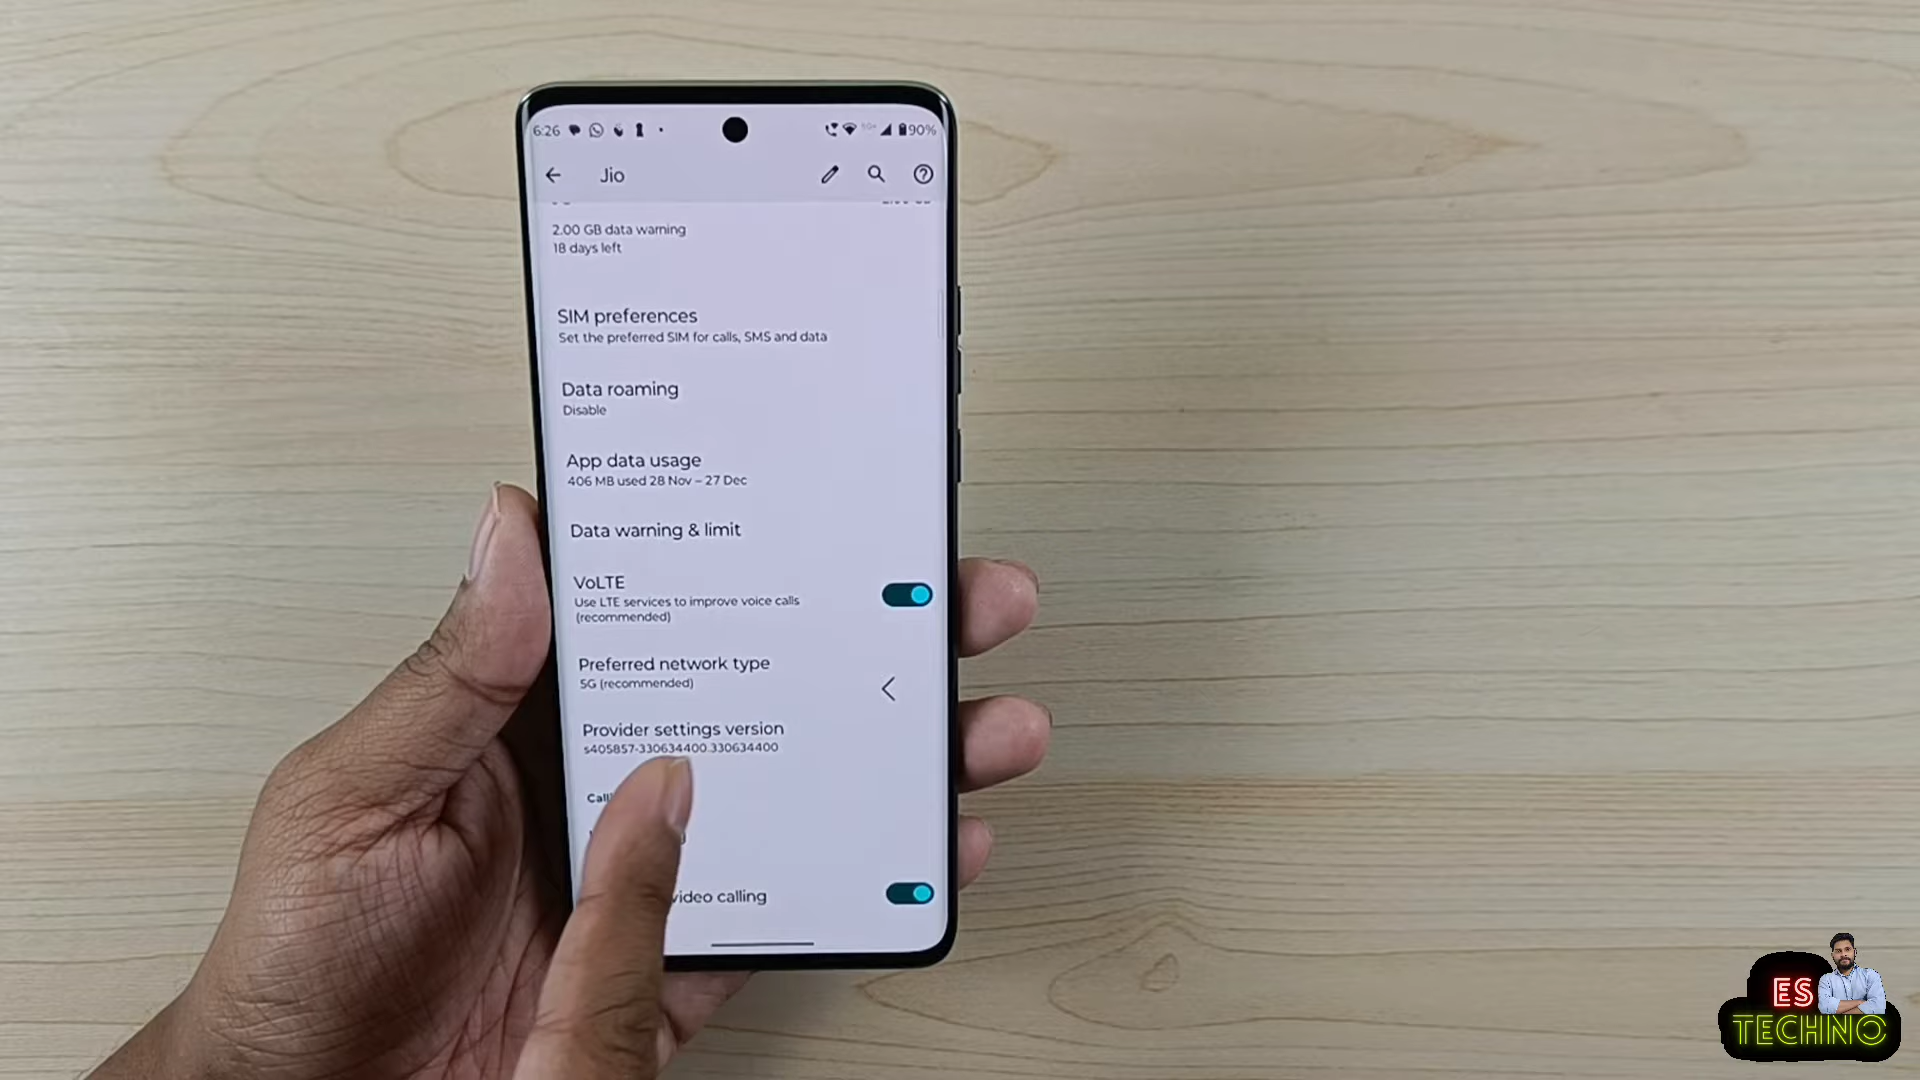 6:26
5G+
90%
Jio
2.00 GB data warning
18 days left
SIM preferences
Set the preferred SIM for calls, SMS and data
Data roaming
Disable
App data usage
406 MB used 28 Nov – 27 Dec
Data warning & limit
VoLTE
Use LTE services to improve voice calls
(recommended)
Preferred network type
5G (recommended)
Provider settings version
s405857-330634400.330634400
Call
video calling
ES
TECHNO